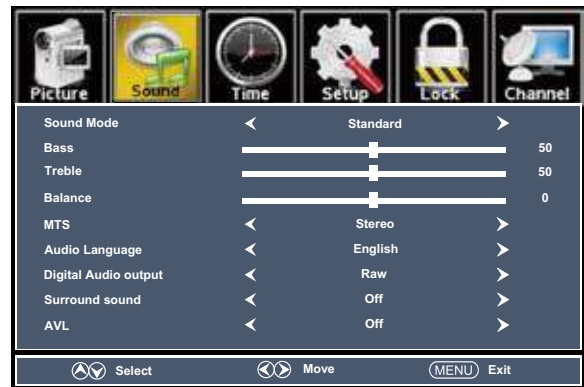 Picture Sound Time Setup Lock Channel
Sound Mode Standard
Bass 50
Treble 50
Balance 0
MTS Stereo
Audio Language English
Digital Audio output Raw
Surround sound Off
AVL Off
Select Move MENU Exit